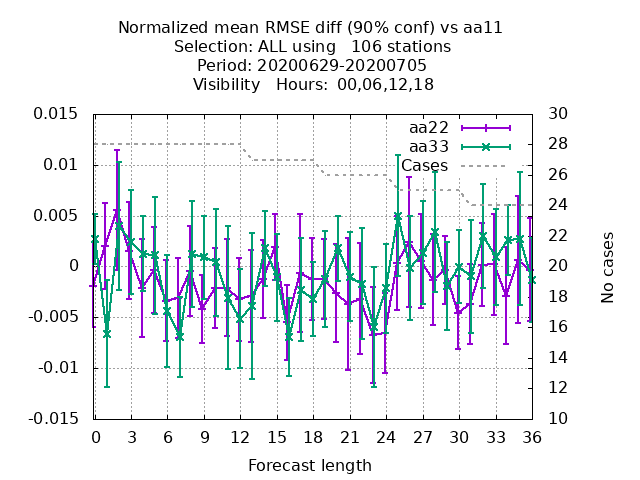 Normalized mean RMSE diff (90% conf) vs aa11
Selection: ALL using   106 stations
Period: 20200629-20200705
Visibility   Hours:  00,06,12,18
0.015
0.01
0.005
0
-0.005
-0.01
-0.015
30
28
26
24
22
20
18
16
14
12
10
aa22
aa33
Cases
No cases
0 3 6 9 12 15 18 21 24 27 30 33 36
Forecast length